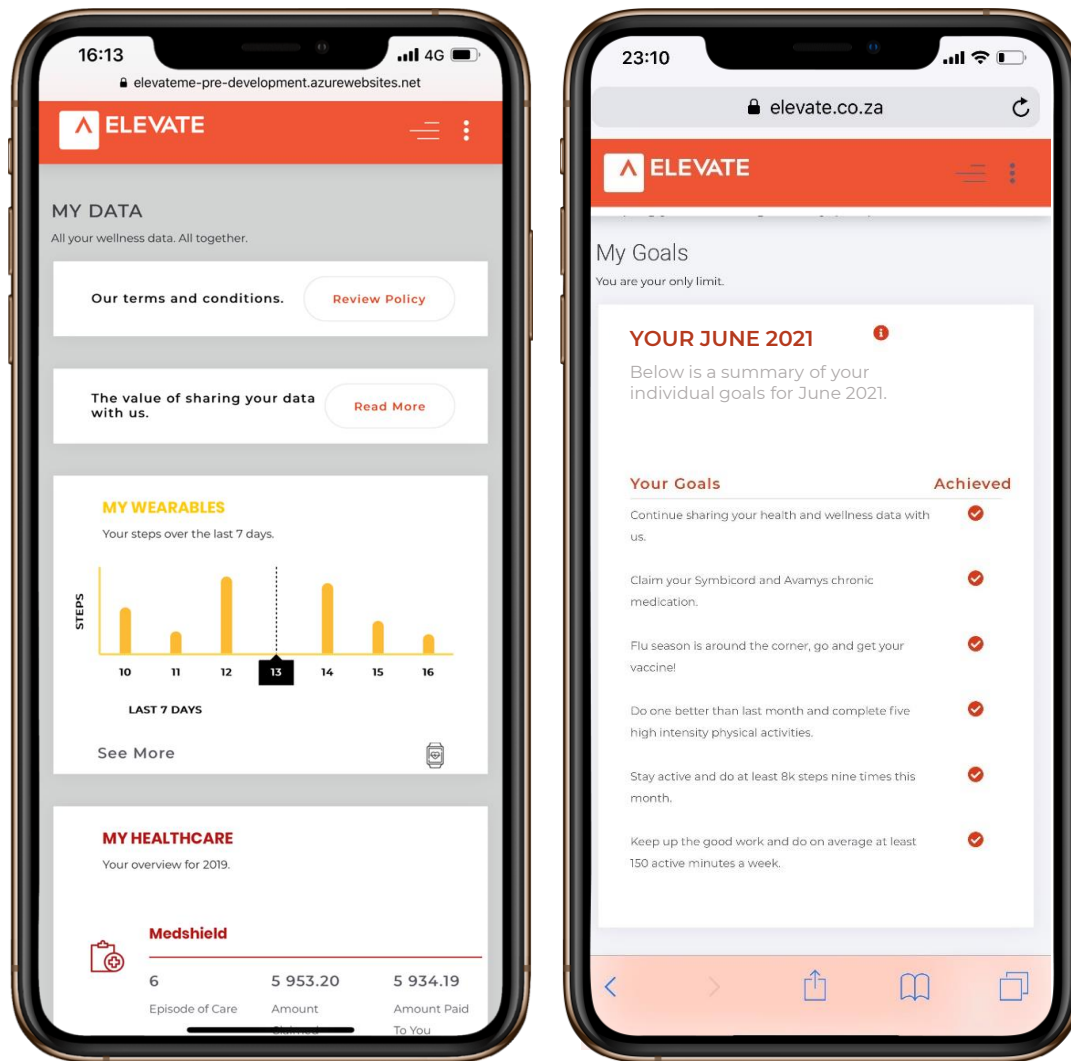 16:13
4G
elevateme-pre-development.azurewebsites.net
ELEVATE
MY DATA
All your wellness data. All together.
Our terms and conditions.
Review Policy
The value of sharing your data
with us.
Read More
MY WEARABLES
Your steps over the last 7 days.
STEPS
10 11 12 13 14 15 16
LAST 7 DAYS
See More
MY HEALTHCARE
Your overview for 2019.
Medshield
6 5 953.20 5 934.19
Episode of Care Amount Amount Paid
Claimed To You
23:10
elevate.co.za
ELEVATE
My Goals
You are your only limit.
YOUR JUNE 2021
Below is a summary of your
individual goals for June 2021.
Your Goals Achieved
Continue sharing your health and wellness data with
us.
Claim your Symbicord and Avamys chronic
medication.
Flu season is around the corner, go and get your
vaccine!
Do one better than last month and complete five
high intensity physical activities.
Stay active and do at least 8k steps nine times this
month.
Keep up the good work and do on average at least
150 active minutes a week.